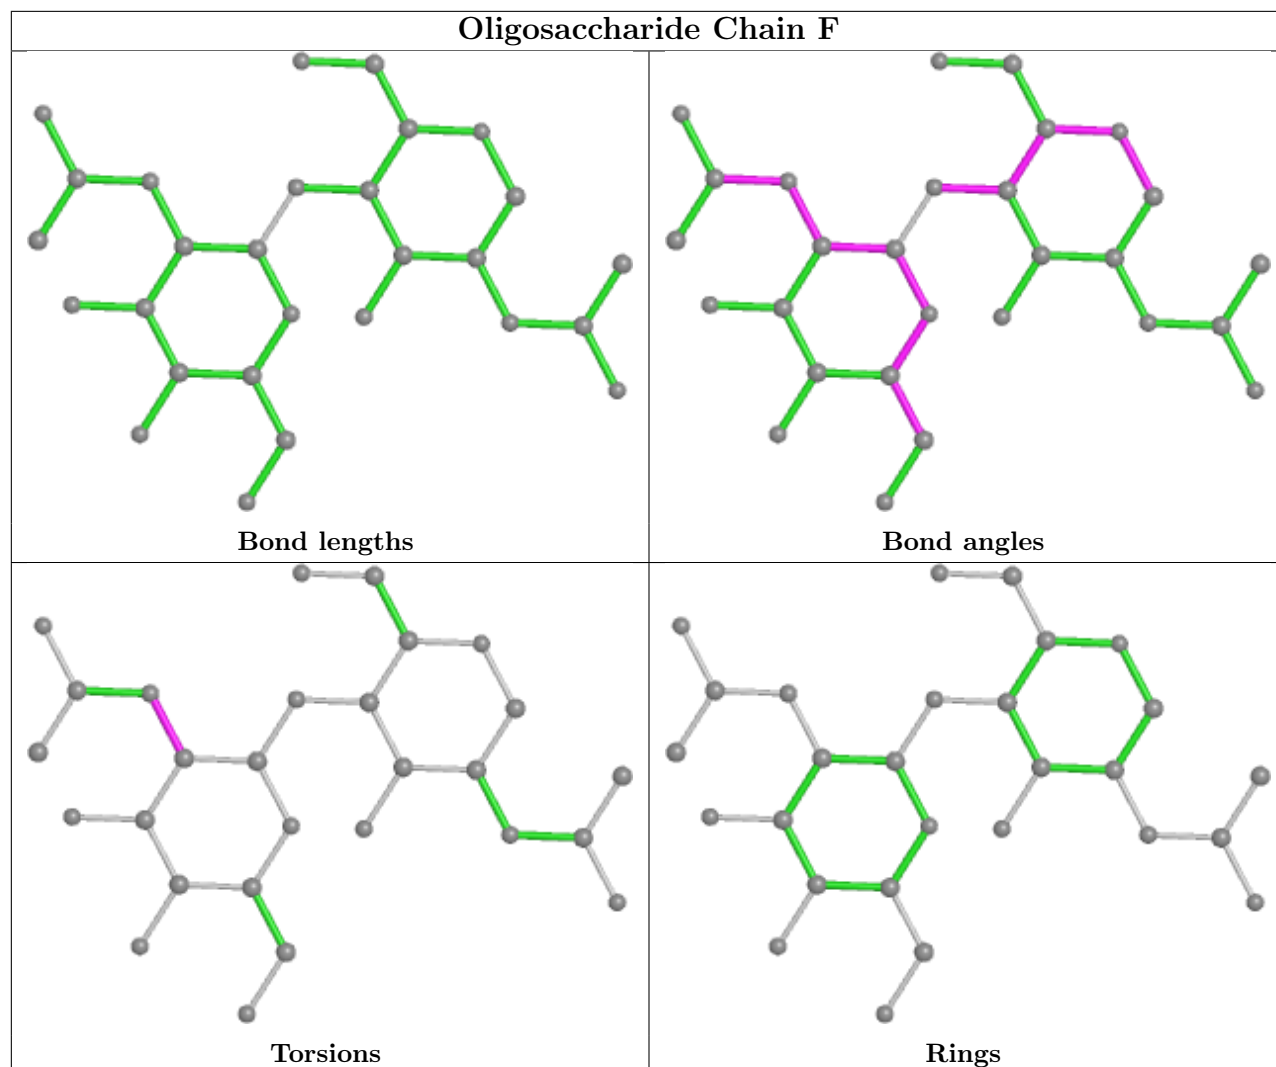 Oligosaccharide Chain F
Bond lengths
Bond angles
Torsions
Rings